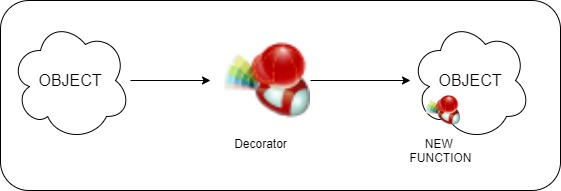 OBJECT
OBJECT
Decorator
NEW
FUNCTION